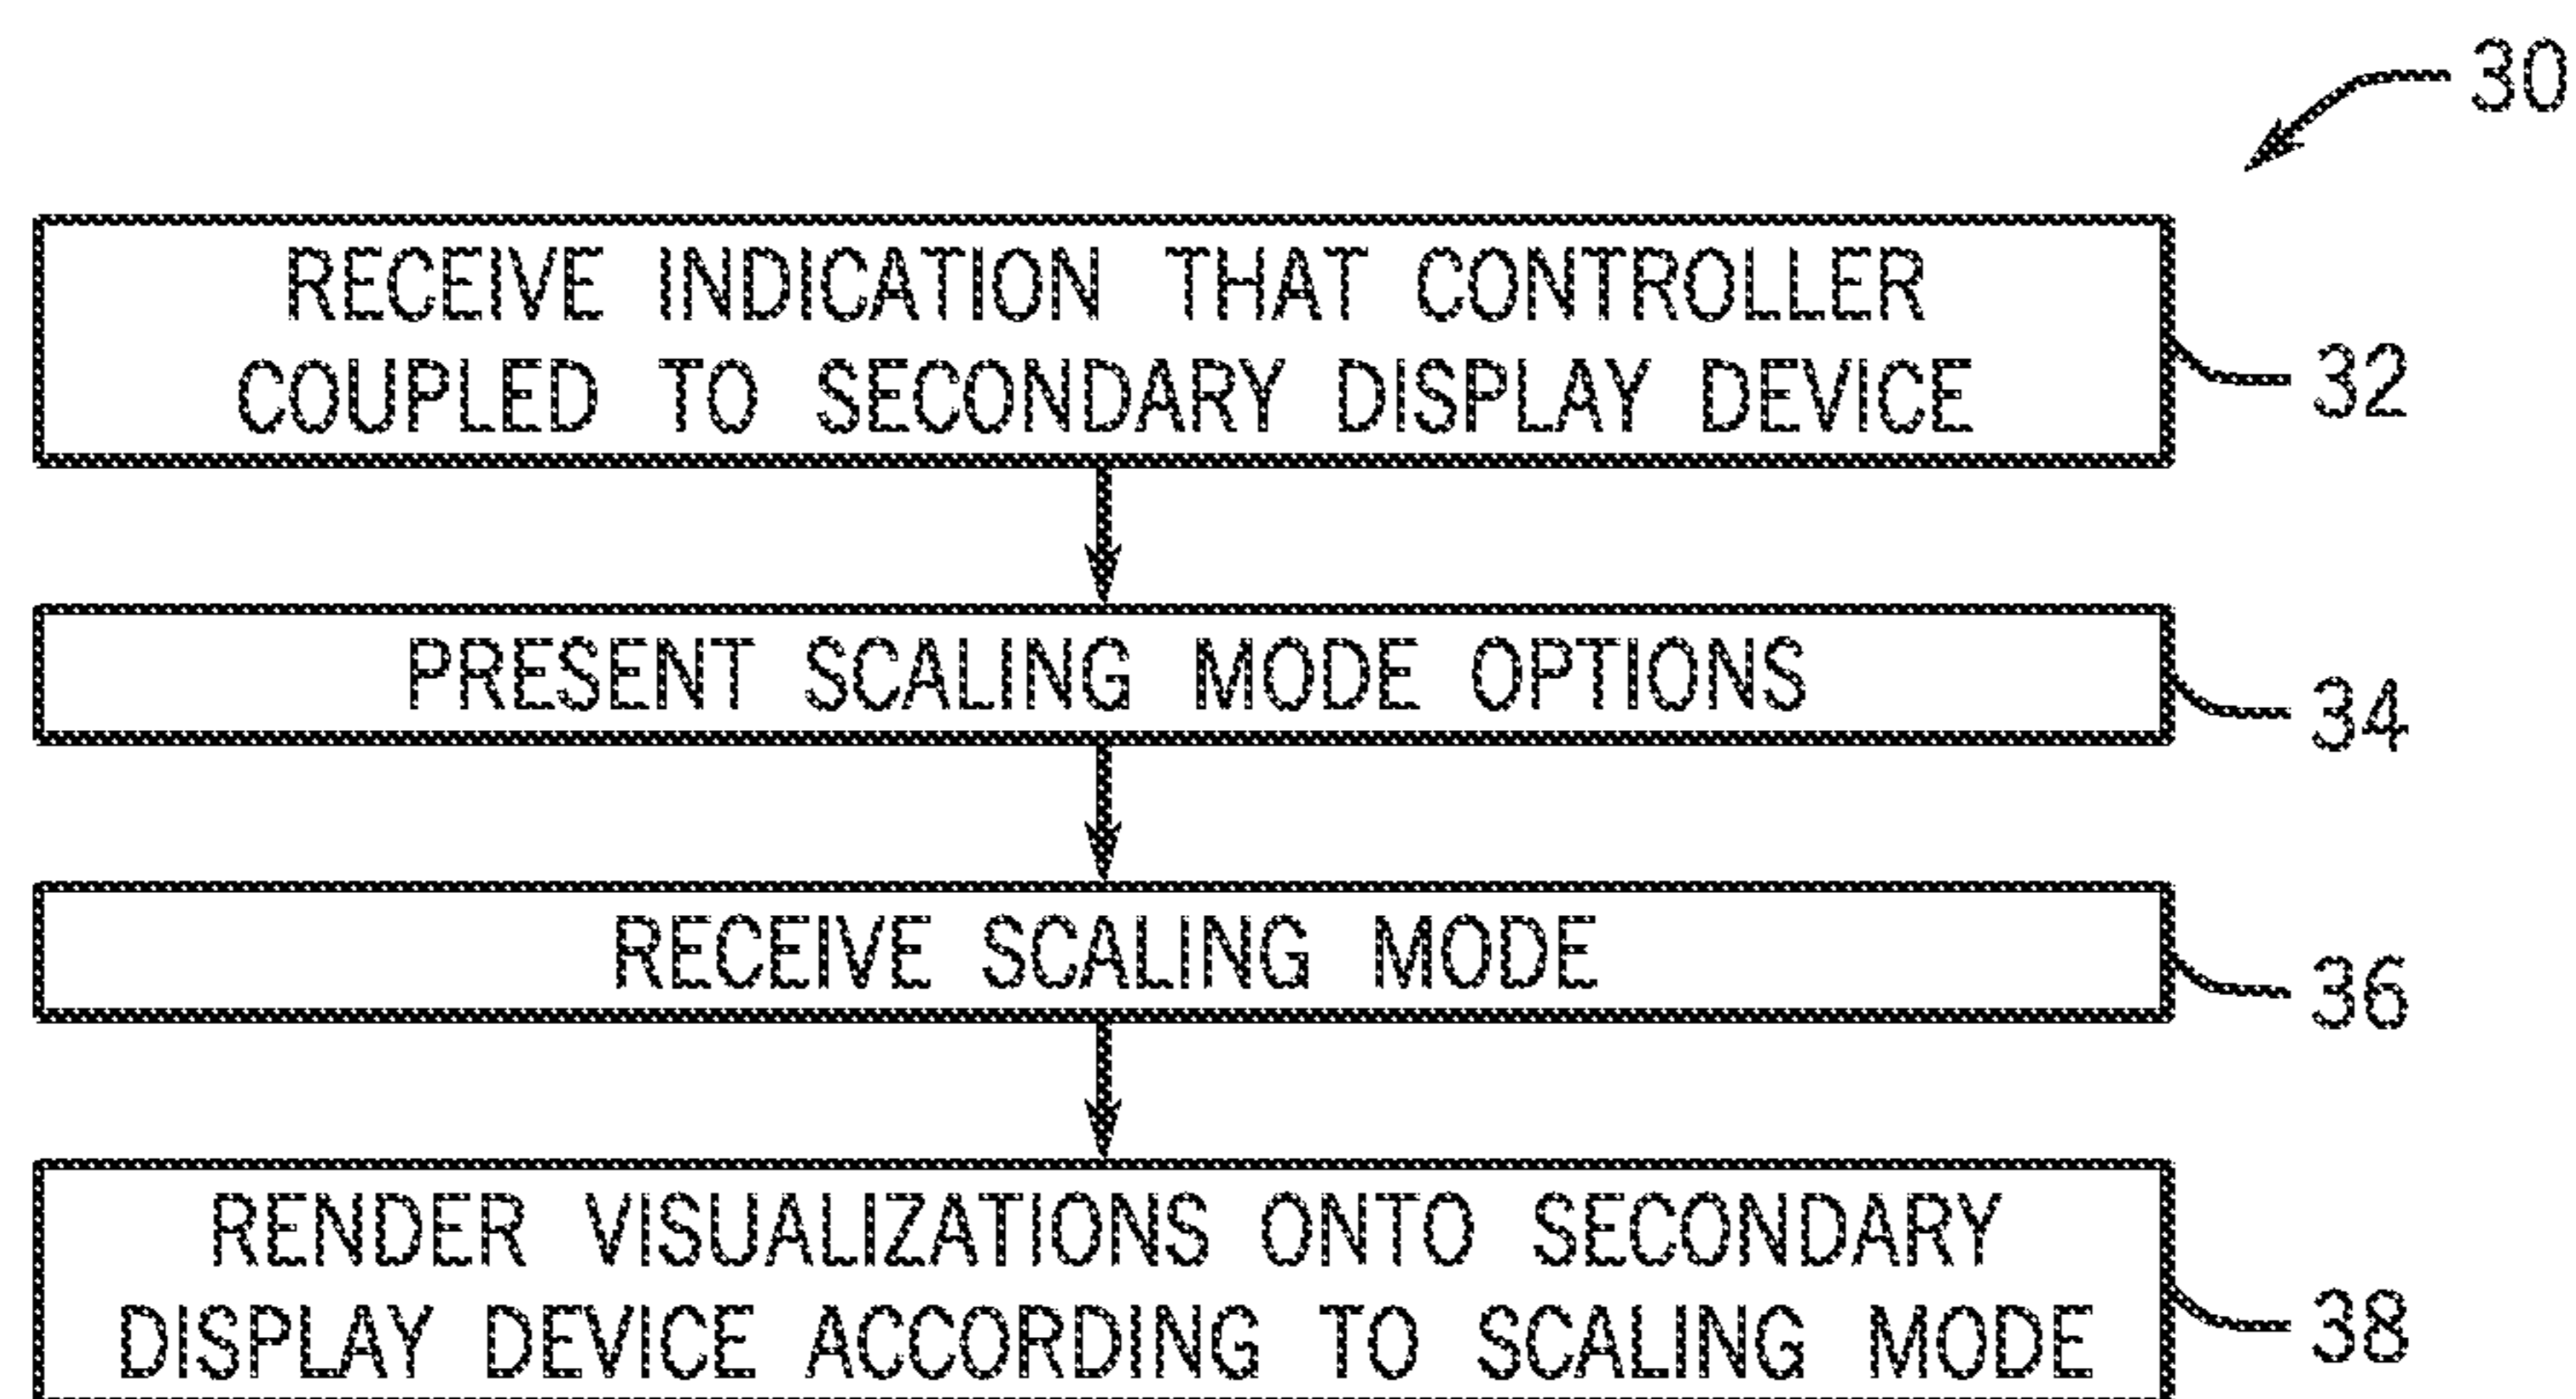 30
RECEIVE INDICATION THAT CONTROLLER
COUPLED TO SECONDARY DISPLAY DEVICE
32
PRESENT SCALING MODE OPTIONS
34
RECEIVE SCALING MODE
36
RENDER VISUALIZATIONS ONTO SECONDARY
DISPLAY DEVICE ACCORDING TO SCALING MODE
38